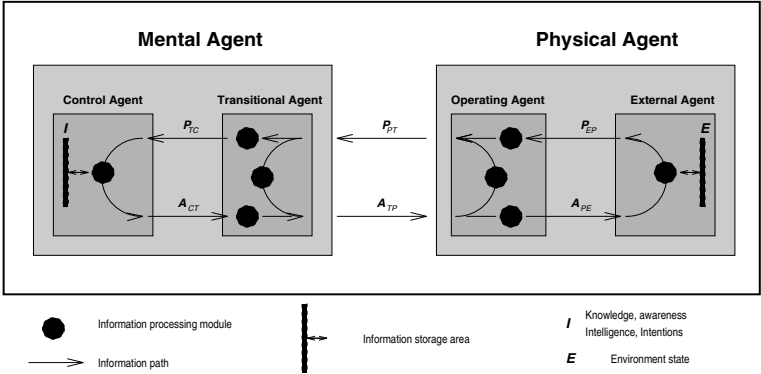 Mental Agent
Physical Agent
Control Agent
Transitional Agent
Operating Agent
External Agent
I
P_TC
P_PT
P_EP
E
A_CT
A_TP
A_PE
Information processing module
Information path
Information storage area
I Knowledge, awareness
Intelligence, Intentions
E Environment state